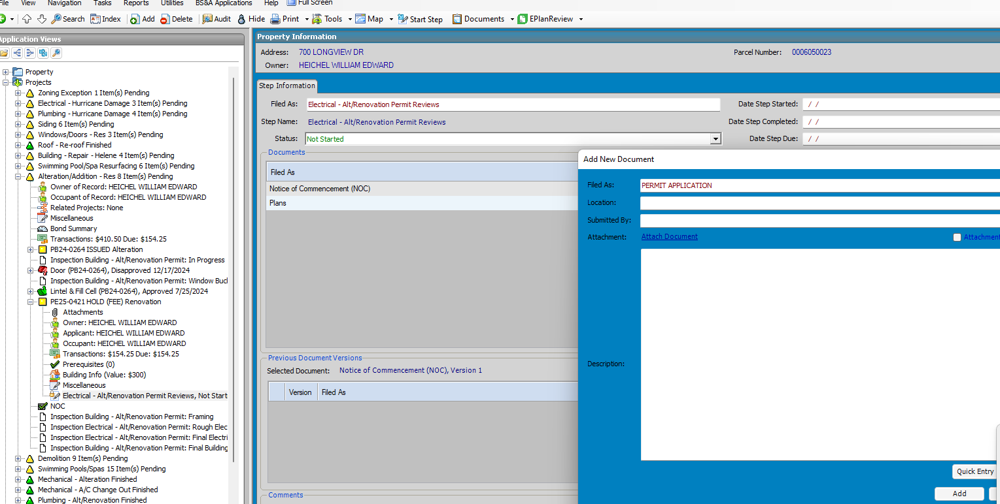 File View Navigation Tasks Reports Utilities BS&A Applications Help Full Screen
Search Index Add Delete Audit Hide Print Tools Map Start Step Documents EPlanReview
Application Views
Property
Projects
Zoning Exception 1 Item(s) Pending
Electrical - Hurricane Damage 3 Item(s) Pending
Plumbing - Hurricane Damage 4 Item(s) Pending
Siding 6 Item(s) Pending
Windows/Doors - Res 3 Item(s) Pending
Roof - Re-roof Finished
Building - Repair - Helene 4 Item(s) Pending
Swimming Pool/Spa Resurfacing 6 Item(s) Pending
Alteration/Addition - Res 8 Item(s) Pending
Owner of Record: HEICHEL WILLIAM EDWARD
Occupant of Record: HEICHEL WILLIAM EDWARD
Related Projects: None
Miscellaneous
Bond Summary
Transactions: $410.50 Due: $154.25
PB24-0264 ISSUED Alteration
Inspection Building - Alt/Renovation Permit: In Progress
Door (PB24-0264), Disapproved 12/17/2024
Inspection Building - Alt/Renovation Permit: Window Buc
Lintel & Fill Cell (PB24-0264), Approved 7/25/2024
PE25-0421 HOLD (FEE) Renovation
Attachments
Owner: HEICHEL WILLIAM EDWARD
Applicant: HEICHEL WILLIAM EDWARD
Occupant: HEICHEL WILLIAM EDWARD
Transactions: $154.25 Due: $154.25
Prerequisites (0)
Building Info (Value: $300)
Miscellaneous
Electrical - Alt/Renovation Permit Reviews, Not Start
NOC
Inspection Building - Alt/Renovation Permit: Framing
Inspection Electrical - Alt/Renovation Permit: Rough Elec
Inspection Electrical - Alt/Renovation Permit: Final Electri
Inspection Building - Alt/Renovation Permit: Final Building
Demolition 9 Item(s) Pending
Swimming Pools/Spas 15 Item(s) Pending
Mechanical - Alteration Finished
Mechanical - A/C Change Out Finished
Plumbing - Alt/Renovation Finished
Property Information
Address: 700 LONGVIEW DR Parcel Number: 0006050023
Owner: HEICHEL WILLIAM EDWARD
Step Information
Filed As: Electrical - Alt/Renovation Permit Reviews Date Step Started: / /
Step Name: Electrical - Alt/Renovation Permit Reviews Date Step Completed: / /
Status: Not Started Date Step Due: / /
Documents
Filed As
Notice of Commencement (NOC)
Plans
Previous Document Versions
Selected Document: Notice of Commencement (NOC), Version 1
Version Filed As
Comments
Add New Document
Filed As: PERMIT APPLICATION
Location:
Submitted By:
Attachment: Attach Document Attachment
Description:
Quick Entry
Add